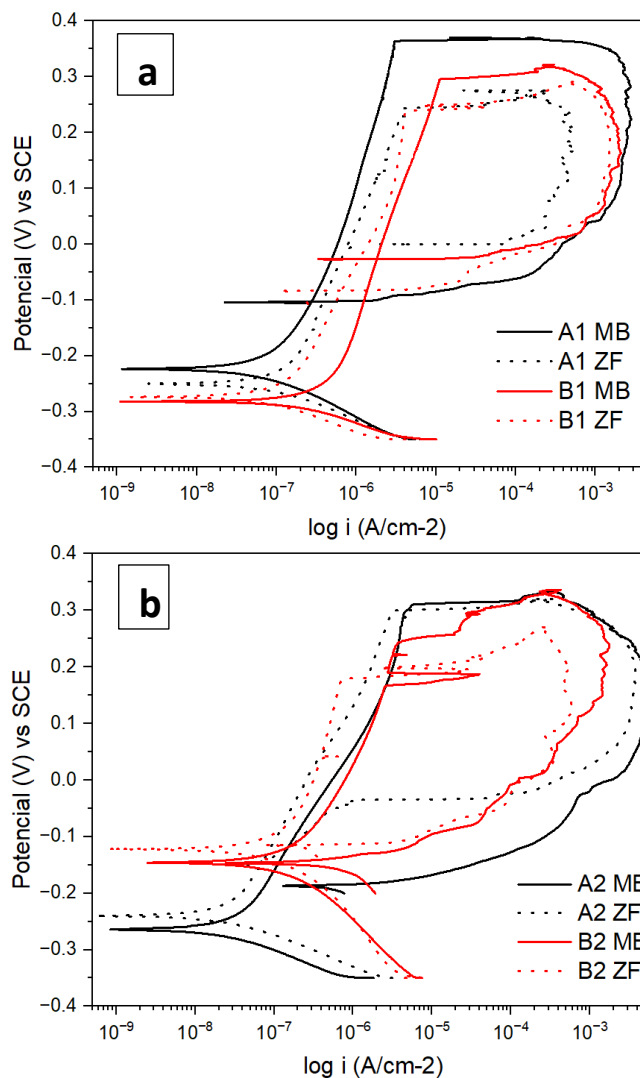 a
0.4
0.3
0.2
0.1
0.0
−0.1
−0.2
−0.3
−0.4
Potencial (V) vs SCE
A1 MB
A1 ZF
B1 MB
B1 ZF
10⁻⁹ 10⁻⁸ 10⁻⁷ 10⁻⁶ 10⁻⁵ 10⁻⁴ 10⁻³
log i (A/cm-2)
b
0.4
0.3
0.2
0.1
0.0
−0.1
−0.2
−0.3
−0.4
Potencial (V) vs SCE
A2 MB
A2 ZF
B2 MB
B2 ZF
10⁻⁹ 10⁻⁸ 10⁻⁷ 10⁻⁶ 10⁻⁵ 10⁻⁴ 10⁻³
log i (A/cm-2)